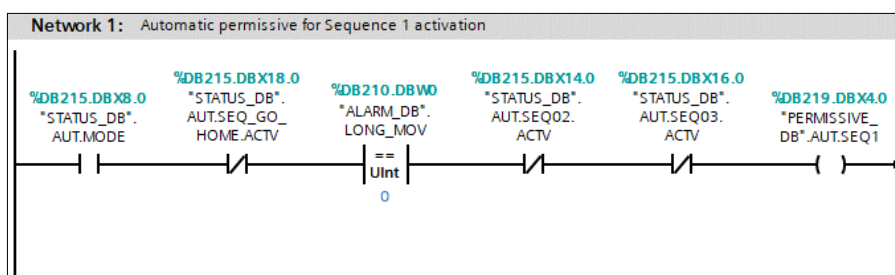 Network 1: Automatic permissive for Sequence 1 activation
%DB215.DBX8.0
"STATUS_DB".
AUT.MODE
%DB215.DBX18.0
"STATUS_DB".
AUT.SEQ_GO_
HOME.ACTV
%DB210.DBW0
"ALARM_DB".
LONG_MOV
==
UInt
0
%DB215.DBX14.0
"STATUS_DB".
AUT.SEQ02.
ACTV
%DB215.DBX16.0
"STATUS_DB".
AUT.SEQ03.
ACTV
%DB219.DBX4.0
"PERMISSIVE_
DB".AUT.SEQ1